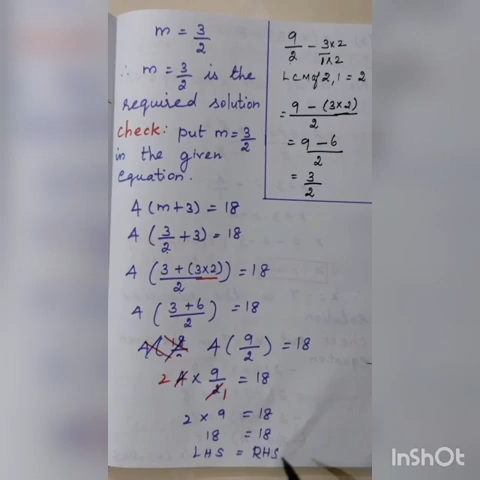 m = 3/2
∴ m = 3/2 is the
required solution
Check: put m = 3/2
in the given
equation.
4(m+3) = 18
4(3/2 + 3) = 18
4((3 + (3×2))/2) = 18
4((3 + 6)/2) = 18
4(9/2) = 18
2 4 × 9/2 1 = 18
2 × 9 = 18
18 = 18
LHS = RHS
9/2 - 3×2/1×2
LCM of 2, 1 = 2
= (9 - (3×2))/2
= (9 - 6)/2
= 3/2
InShOt